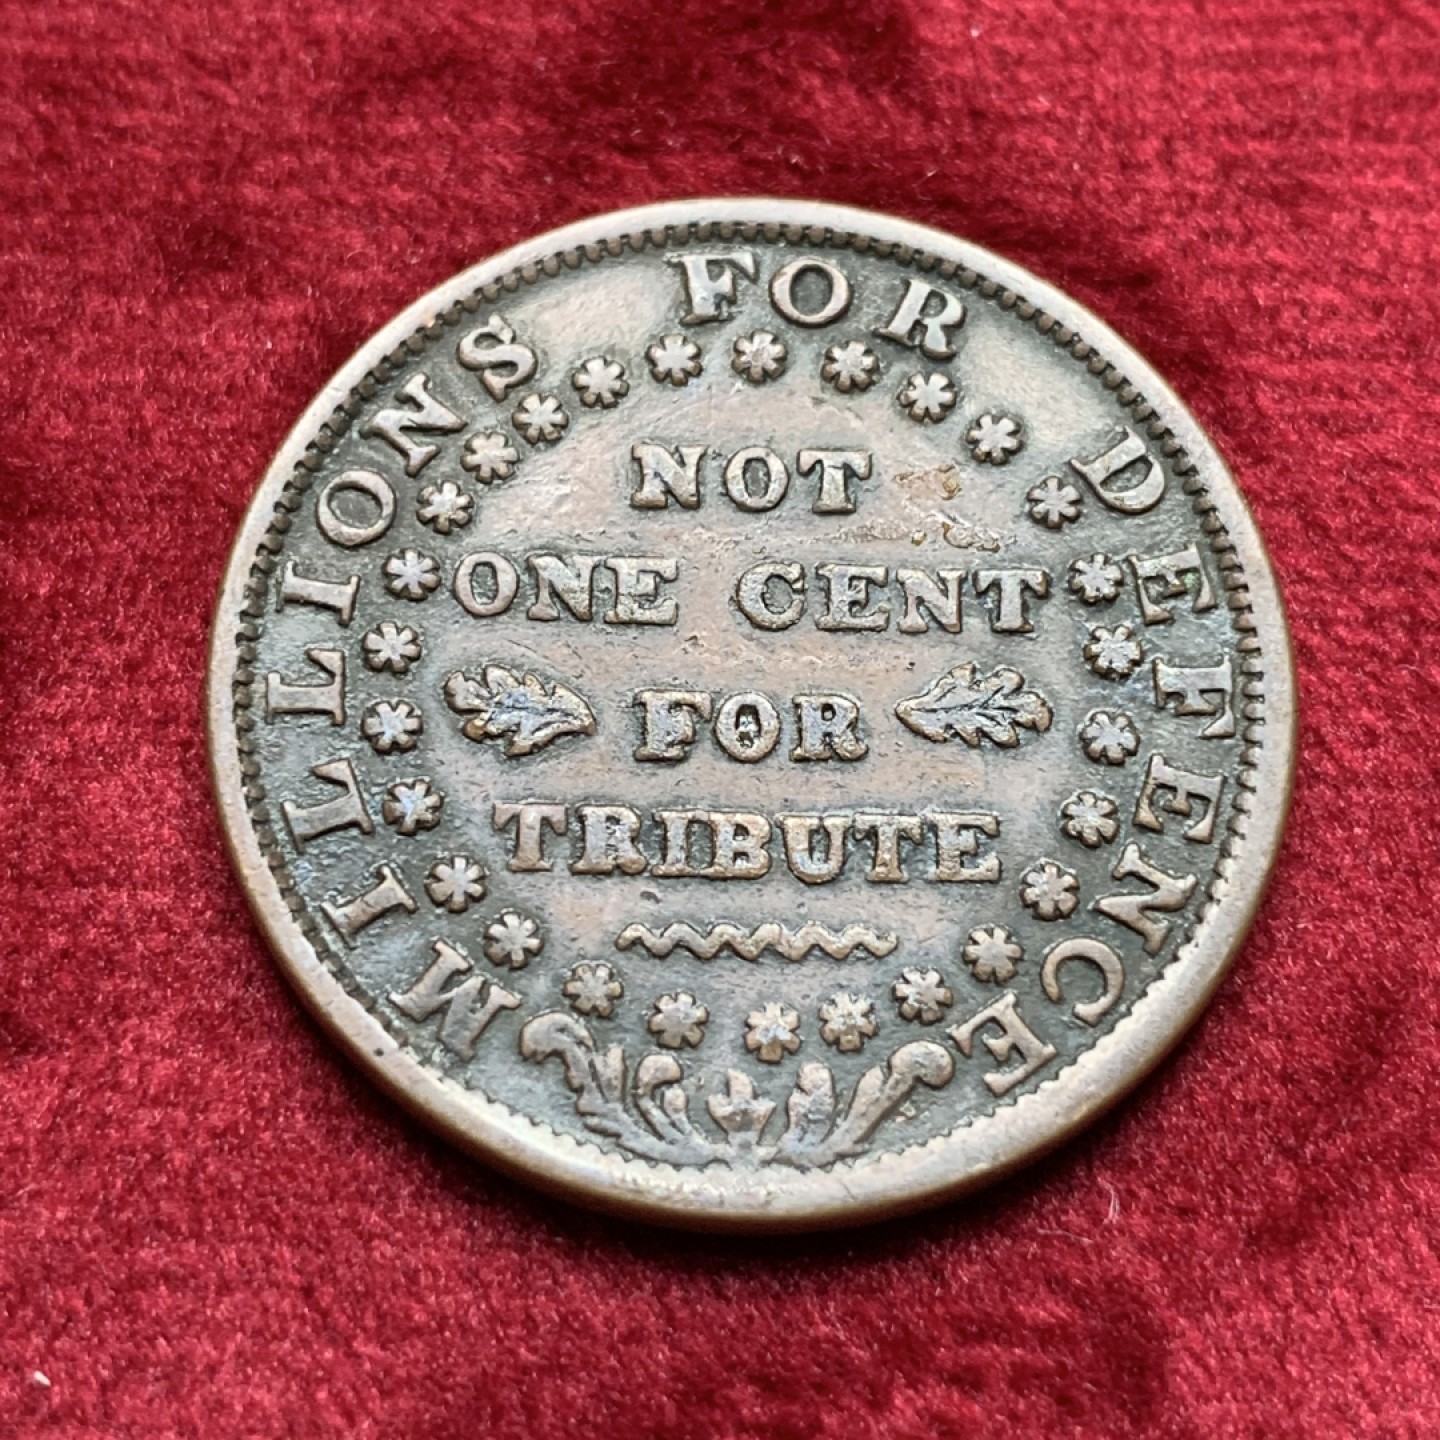 MILLIONS FOR DEFENCE
NOT
ONE CENT
FOR
TRIBUTE